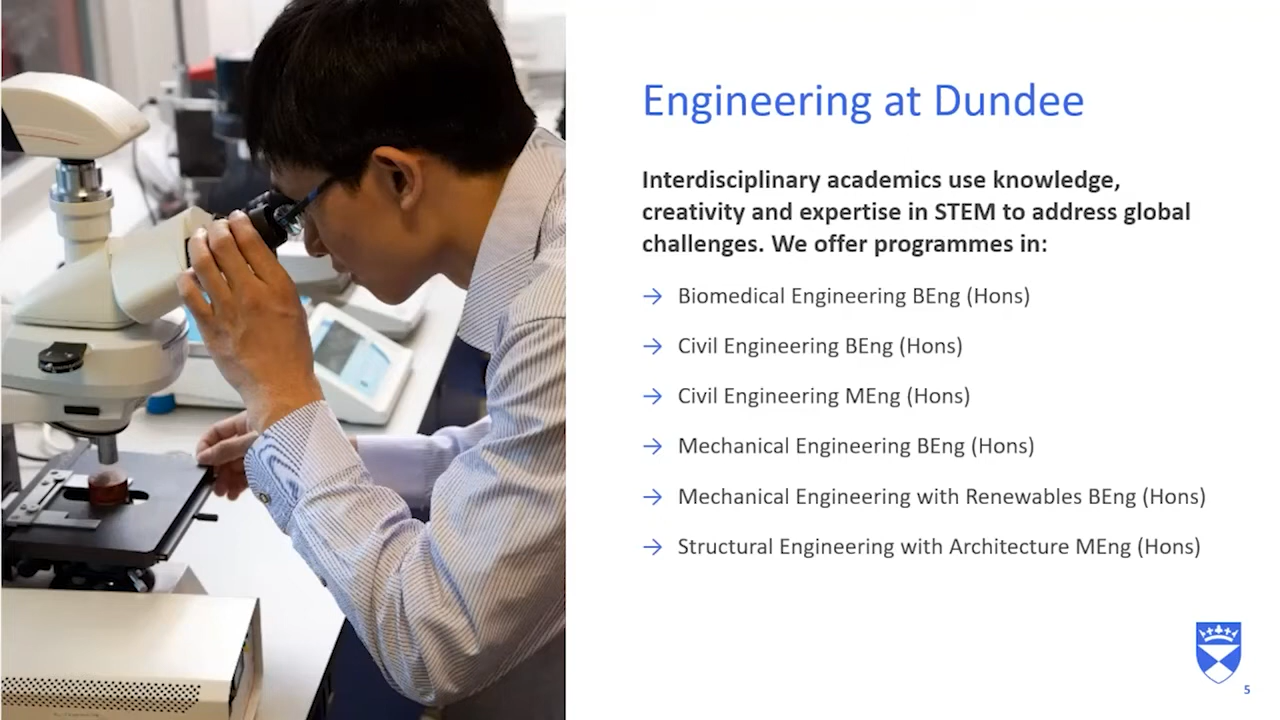 Engineering at Dundee
Interdisciplinary academics use knowledge,
creativity and expertise in STEM to address global
challenges. We offer programmes in:
→ Biomedical Engineering BEng (Hons)
→ Civil Engineering BEng (Hons)
→ Civil Engineering MEng (Hons)
→ Mechanical Engineering BEng (Hons)
→ Mechanical Engineering with Renewables BEng (Hons)
→ Structural Engineering with Architecture MEng (Hons)
5